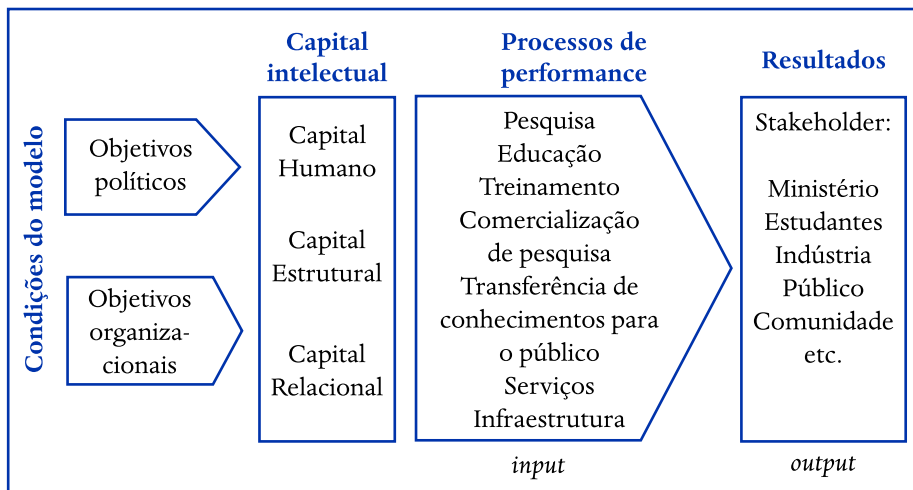 Condições do modelo
Objetivos
políticos
Objetivos
organiza-
cionais
Capital
intelectual
Capital
Humano
Capital
Estrutural
Capital
Relacional
Processos de
performance
Pesquisa
Educação
Treinamento
Comercialização
de pesquisa
Transferência de
conhecimentos para
o público
Serviços
Infraestrutura
input
Resultados
Stakeholder:
Ministério
Estudantes
Indústria
Público
Comunidade
etc.
output